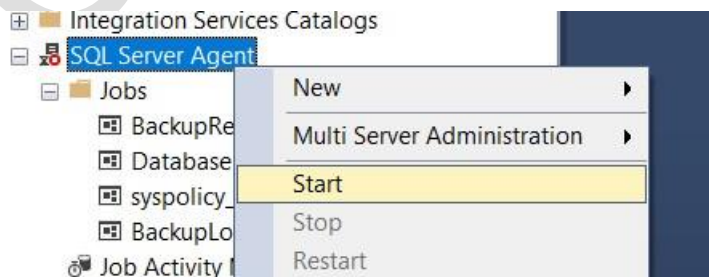 Integration Services Catalogs
SQL Server Agent
Jobs
New
BackupRe
Multi Server Administration
Database
Start
syspolicy_
Stop
BackupLo
Restart
Job Activity